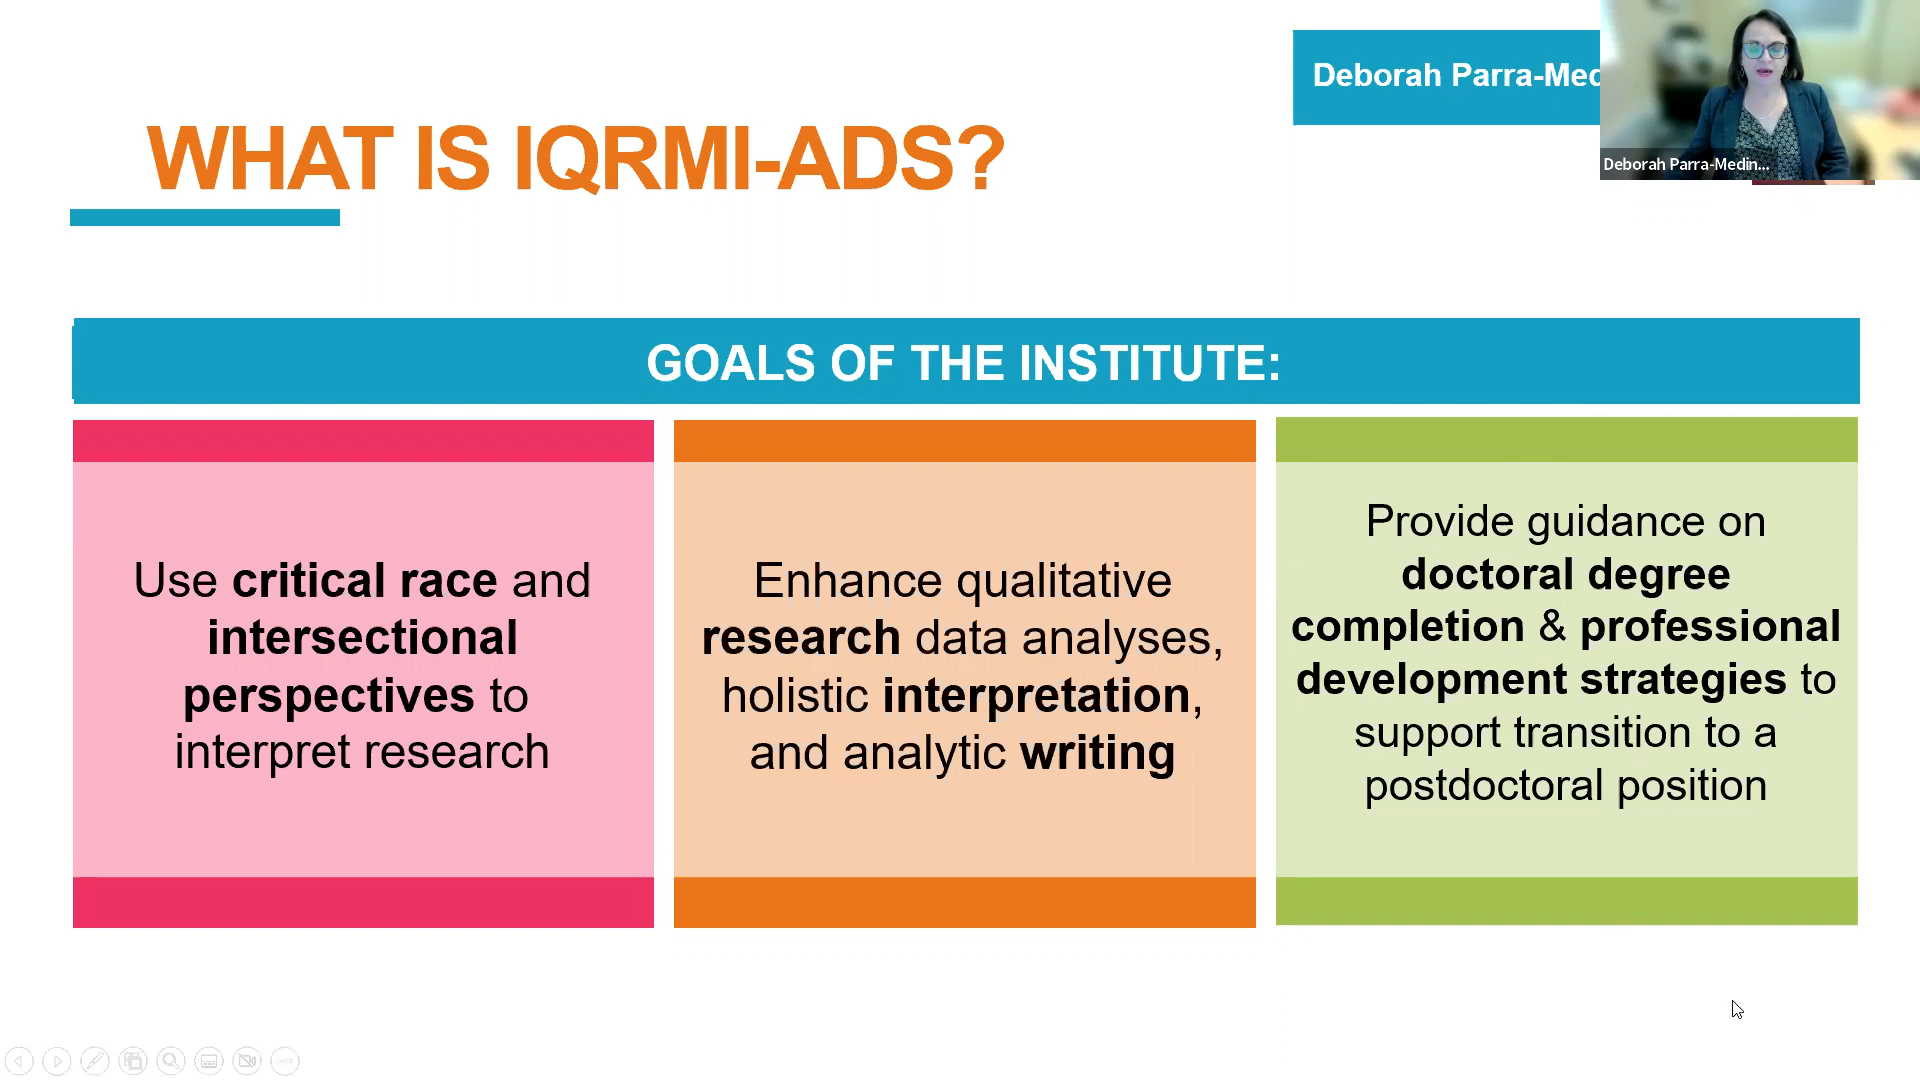 Deborah Parra-Med
Deborah Parra-Medin...
WHAT IS IQRMI-ADS?
GOALS OF THE INSTITUTE:
Use critical race and
intersectional
perspectives to
interpret research
Enhance qualitative
research data analyses,
holistic interpretation,
and analytic writing
Provide guidance on
doctoral degree
completion & professional
development strategies to
support transition to a
postdoctoral position